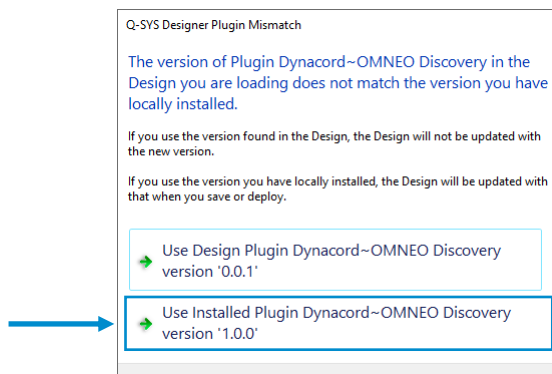 Q-SYS Designer Plugin Mismatch
The version of Plugin Dynacord~OMNEO Discovery in the
Design you are loading does not match the version you have
locally installed.
If you use the version found in the Design, the Design will not be updated with
the new version.
If you use the version you have locally installed, the Design will be updated with
that when you save or deploy.
Use Design Plugin Dynacord~OMNEO Discovery
version '0.0.1'
Use Installed Plugin Dynacord~OMNEO Discovery
version '1.0.0'